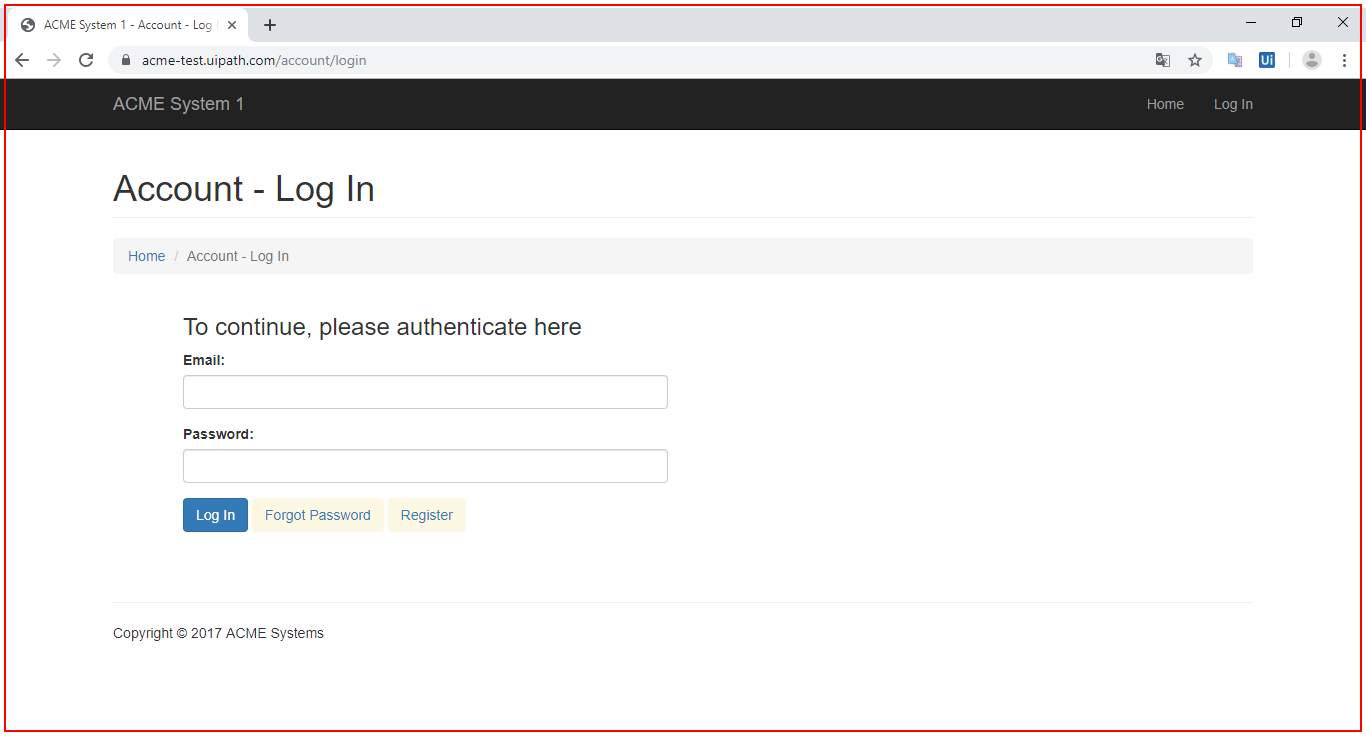 ACME System 1 - Account - Log
acme-test.uipath.com/account/login
Ui
ACME System 1 Home Log In
Account - Log In
Home / Account - Log In
To continue, please authenticate here
Email:
Password:
Log In Forgot Password Register
Copyright © 2017 ACME Systems